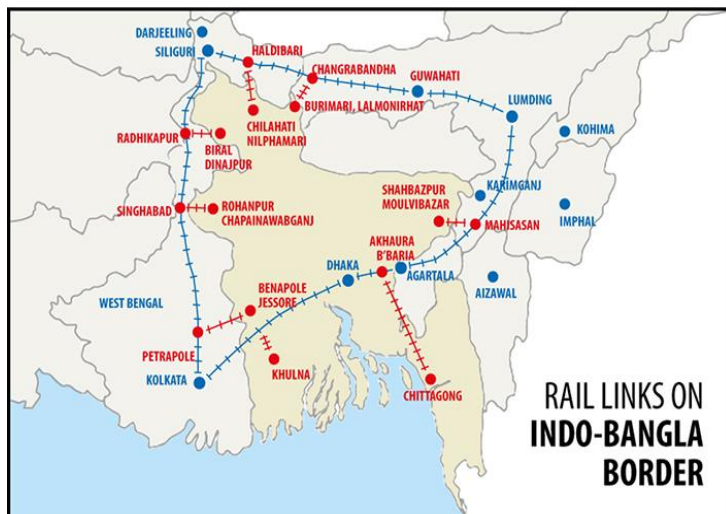 DARJEELING
SILIGURI
HALDIBARI
CHANGRABANDHA
GUWAHATI
LUMDING
BURIMARI, LALMONIRHAT
CHILAHATI
NILPHAMARI
KOHIMA
RADHIKAPUR
BIRAL
DINAJPUR
SHAHBAZPUR
MOULVIBAZAR
KARIMGANJ
SINGHABAD
ROHANPUR
CHAPAINAWABGANJ
MAHISASAN
IMPHAL
AKHAURA
B'BARIA
DHAKA
AGARTALA
AIZAWAL
WEST BENGAL
BENAPOLE
JESSORE
PETRAPOLE
KOLKATA
KHULNA
CHITTAGONG
RAIL LINKS ON
INDO-BANGLA
BORDER